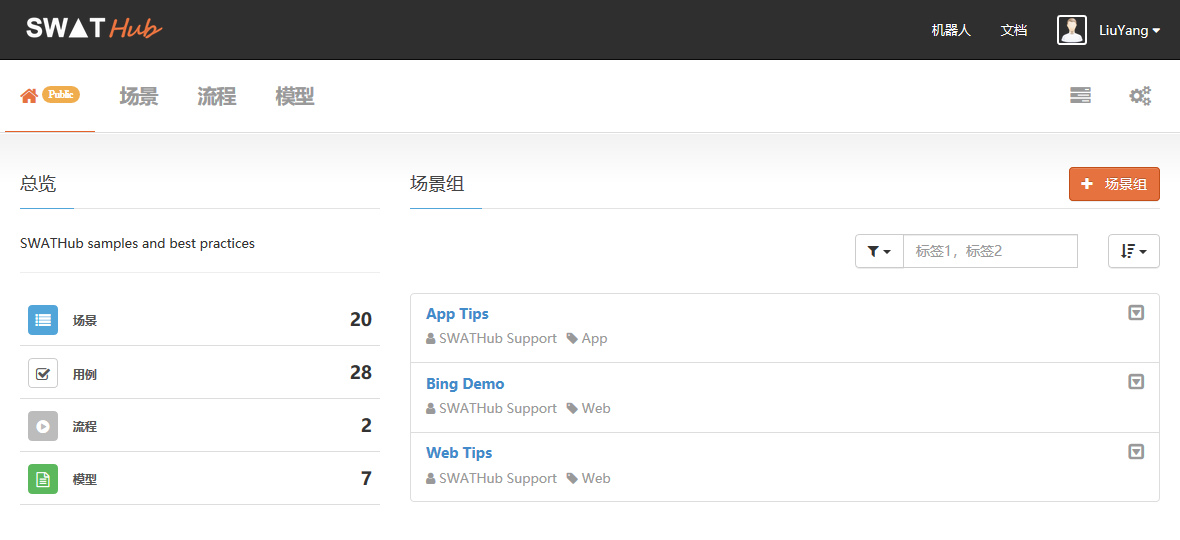 SWAT Hub 机器人 文档 LiuYang
Public 场景 流程 模型
总览
SWATHub samples and best practices
场景 20
用例 28
流程 2
模型 7
场景组
场景组
标签1，标签2
App Tips
SWATHub Support App
Bing Demo
SWATHub Support Web
Web Tips
SWATHub Support Web